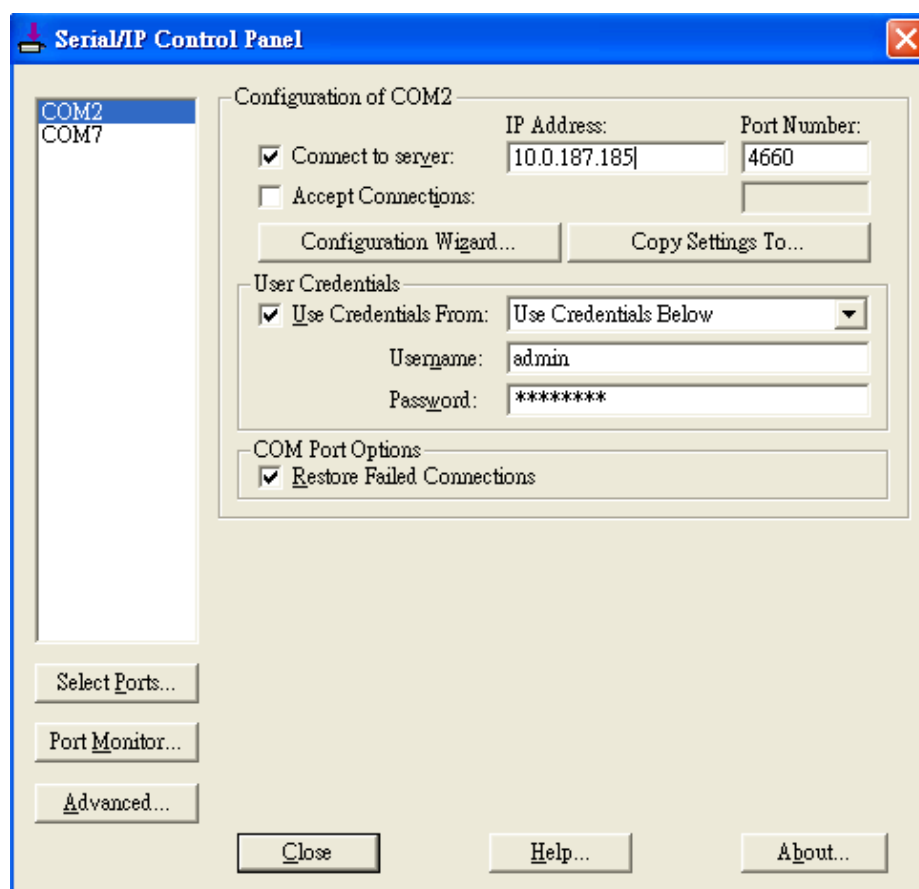 Serial/IP Control Panel
COM2
COM7
Configuration of COM2
IP Address: Port Number:
Connect to server: 10.0.187.185 4660
Accept Connections:
Configuration Wizard... Copy Settings To...
User Credentials
Use Credentials From: Use Credentials Below
Username: admin
Password: ********
COM Port Options
Restore Failed Connections
Select Ports...
Port Monitor...
Advanced...
Close Help... About...